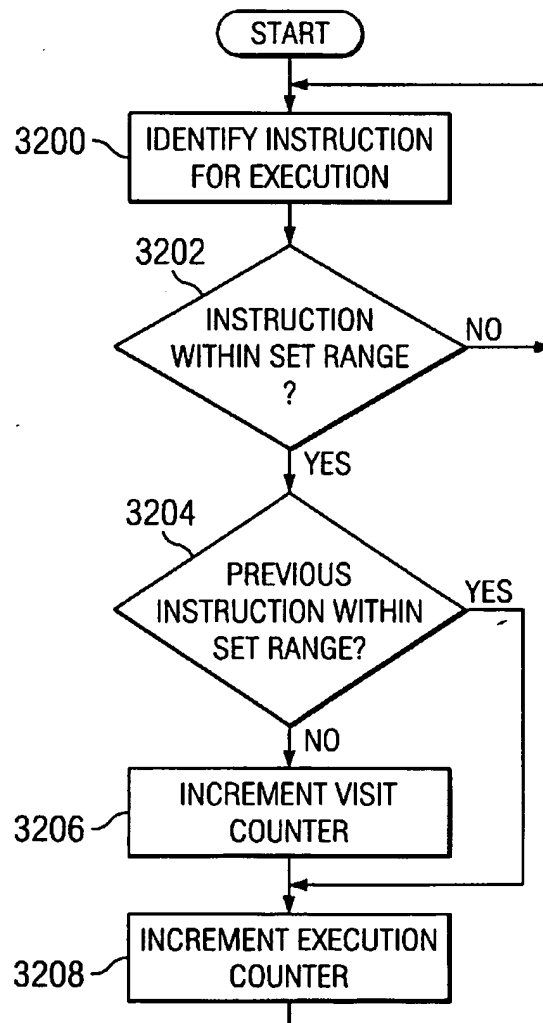 START
3200
IDENTIFY INSTRUCTION
FOR EXECUTION
3202
INSTRUCTION
WITHIN SET RANGE
?
NO
YES
3204
PREVIOUS
INSTRUCTION WITHIN
SET RANGE?
YES
NO
3206
INCREMENT VISIT
COUNTER
3208
INCREMENT EXECUTION
COUNTER